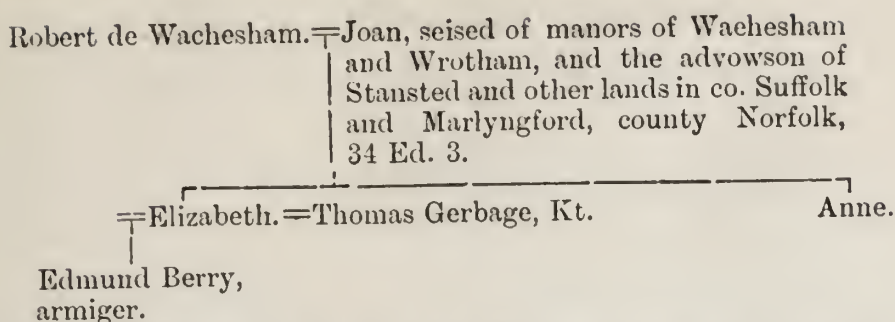 Robert de Wachesham.=Joan, seised of manors of Wachesham
and Wrotham, and the advowson of
Stansted and other lands in co. Suffolk
and Marlyngford, county Norfolk,
34 Ed. 3.
=Elizabeth.=Thomas Gerbage, Kt. Anne.
Edmund Berry,
armiger.